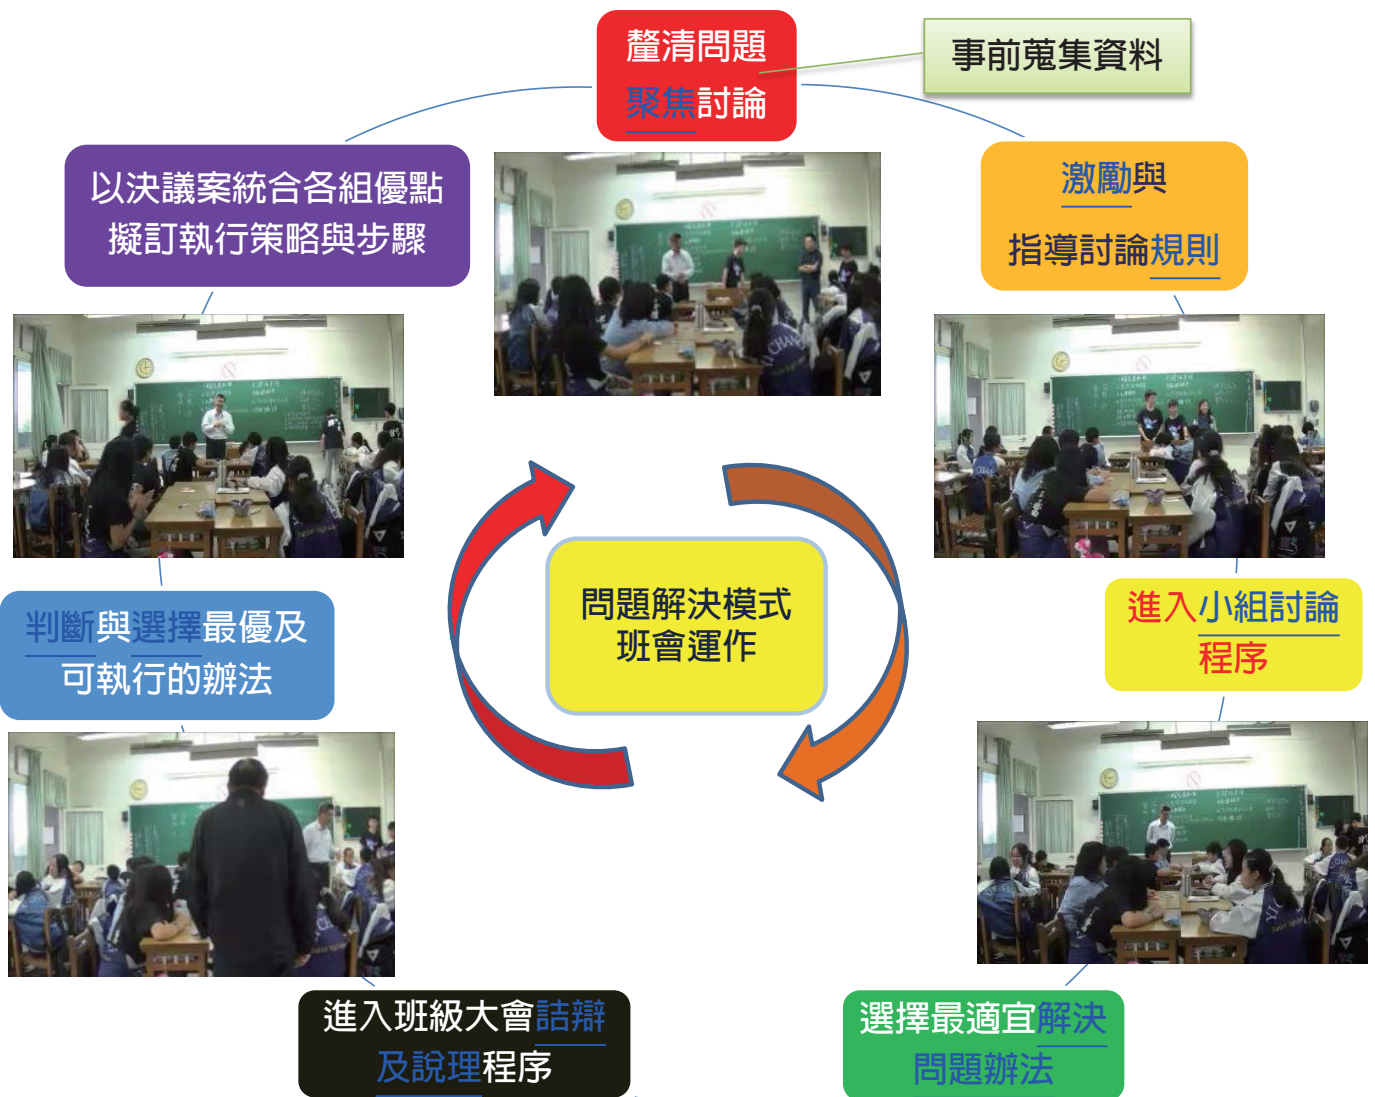 釐清問題
聚焦討論
事前蒐集資料
激勵與
指導討論規則
進入小組討論
程序
選擇最適宜解決
問題辦法
進入班級大會詰辯
及說理程序
判斷與選擇最優及
可執行的辦法
以決議案統合各組優點
擬訂執行策略與步驟
問題解決模式
班會運作